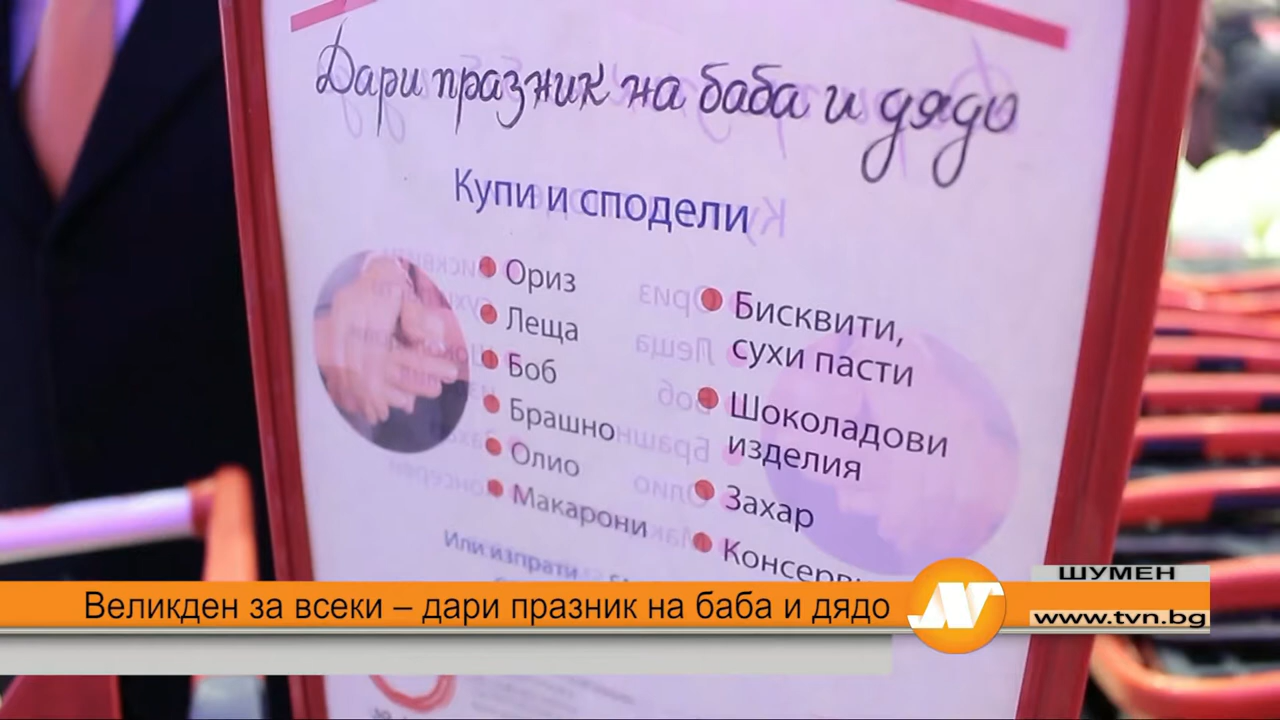 Дари празник на баба и дядо
Купи и сподели
Ориз
Леща
Боб
Брашно
Олио
Макарони
Бисквити,
сухи пасти
Шоколадови
изделия
Захар
Или изпрати
Великден за всеки – дари празник на баба и дядо
ШУМЕН
www.tvn.bg